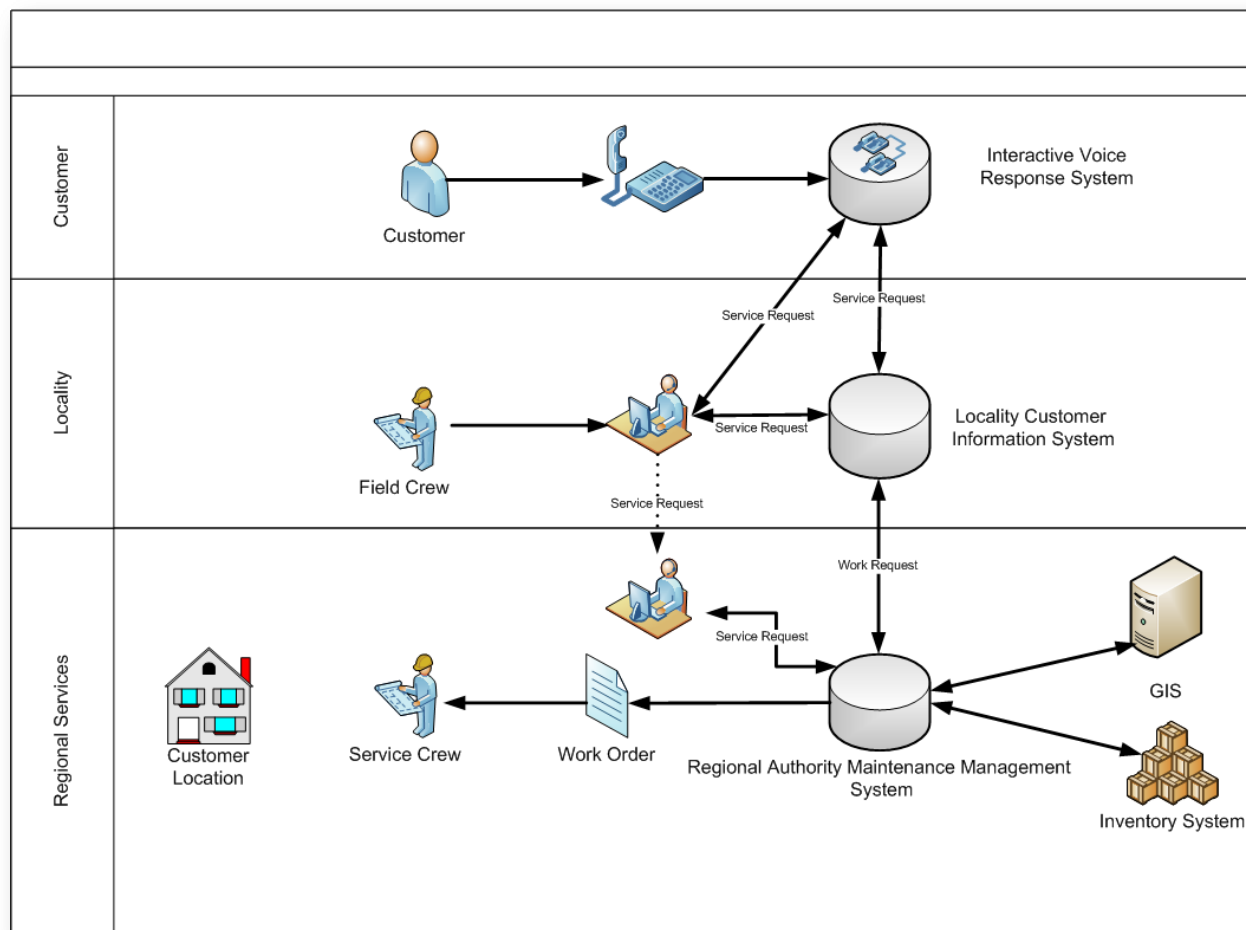 Customer
Interactive Voice
Response System
Customer
Service Request
Service Request
Locality
Service Request
Locality Customer
Information System
Field Crew
Service Request
Work Request
Service Request
Regional Services
GIS
Customer
Location
Service Crew
Work Order
Regional Authority Maintenance Management
System
Inventory System